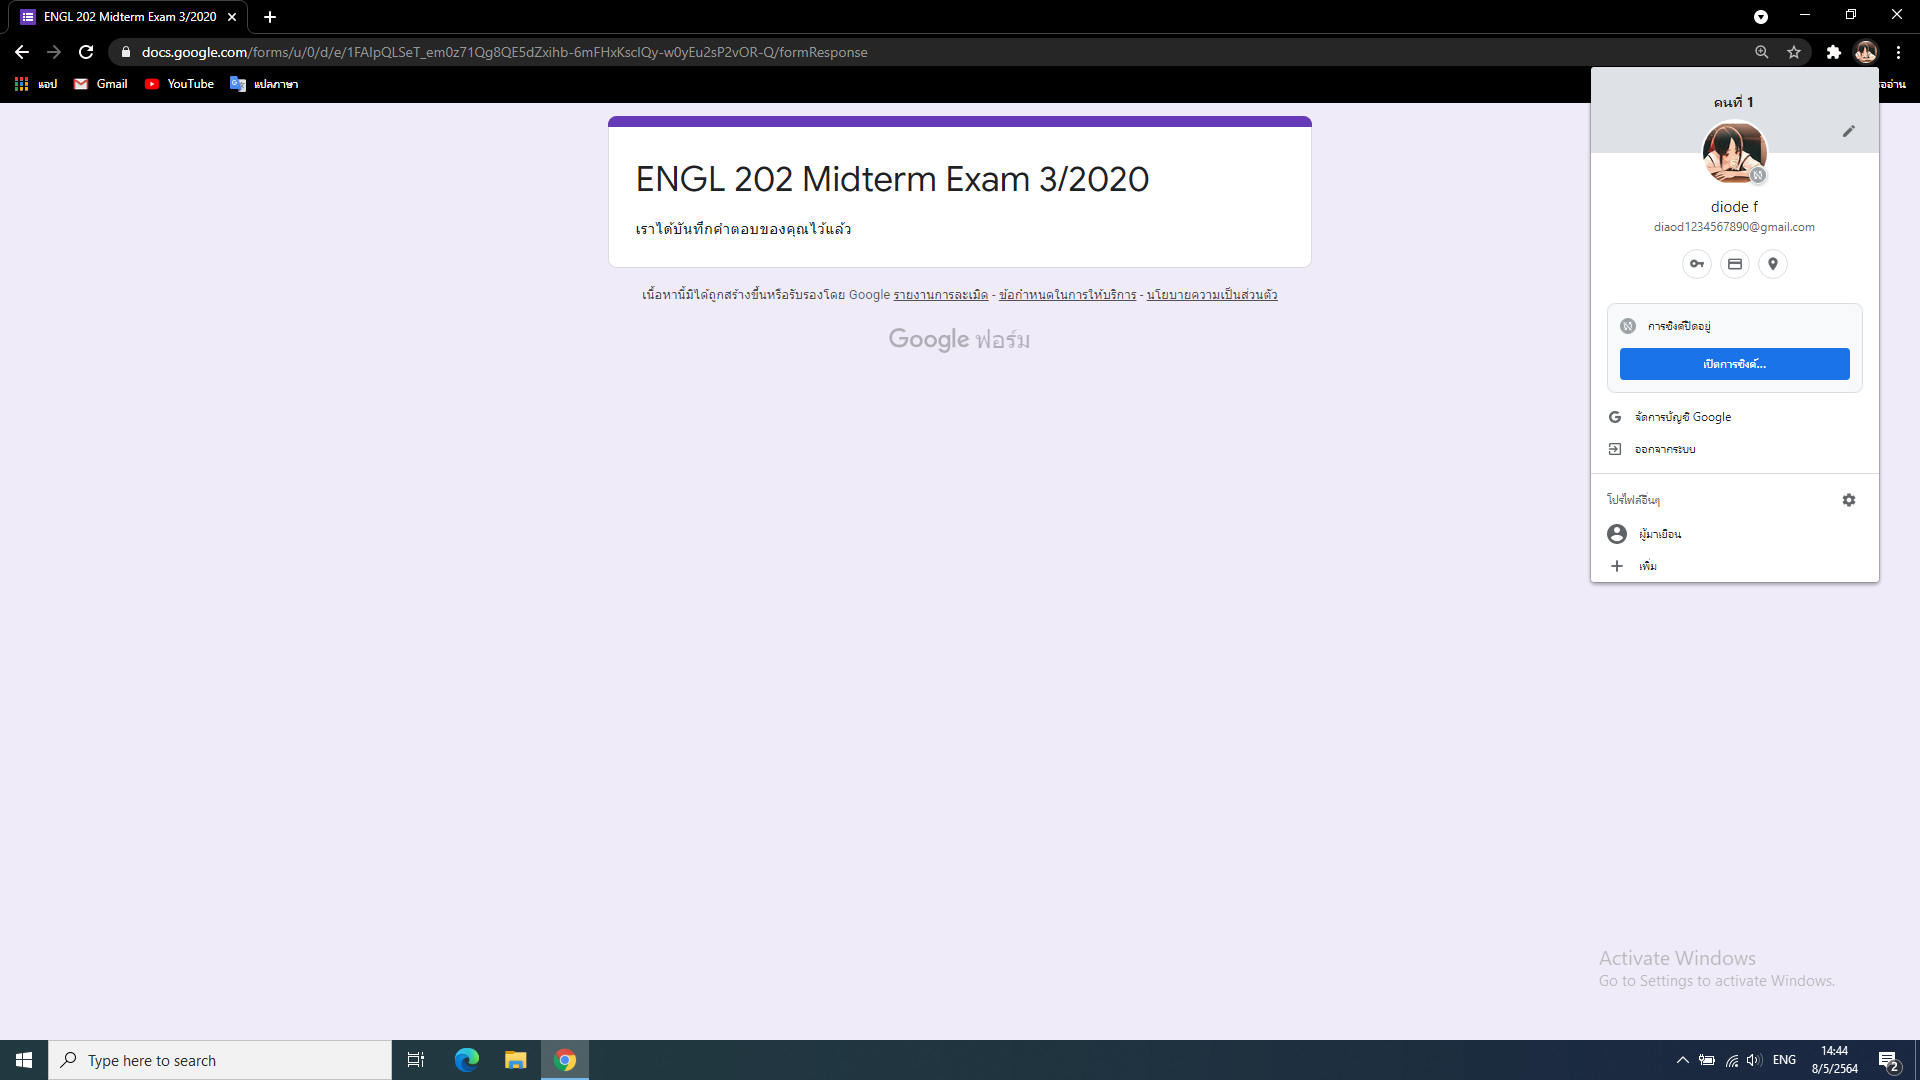 ENGL 202 Midterm Exam 3/2020
docs.google.com/forms/u/0/d/e/1FAIpQLSeT_em0z71Qg8QE5dZxihb-6mFHxKscIQy-w0yEu2sP2vOR-Q/formResponse
แอป Gmail YouTube แปลภาษา
คนที่ 1
ENGL 202 Midterm Exam 3/2020
เราได้บันทึกคำตอบของคุณไว้แล้ว
เนื้อหานี้มิได้ถูกสร้างขึ้นหรือรับรองโดย Google รายงานการละเมิด - ข้อกำหนดในการให้บริการ - นโยบายความเป็นส่วนตัว
Google ฟอร์ม
diode f
diaod1234567890@gmail.com
การซิงค์ปิดอยู่
เปิดการซิงค์...
จัดการบัญชี Google
ออกจากระบบ
โปรไฟล์อื่นๆ
ผู้มาเยือน
เพิ่ม
Activate Windows
Go to Settings to activate Windows.
Type here to search
ENG
14:44
8/5/2564
2